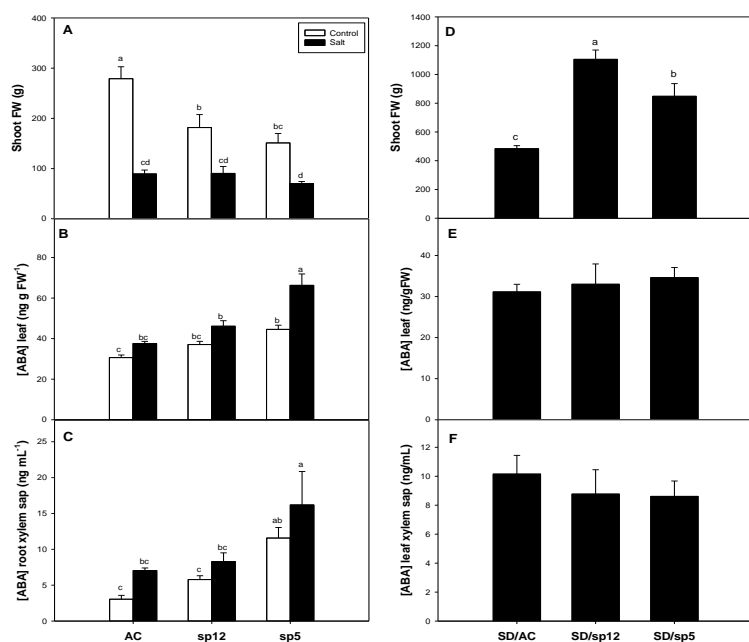 A
Control
Salt
Shoot FW (g)
400
300
200
100
0
a
b
bc
cd
cd
d
B
[ABA] leaf (ng g FW⁻¹)
80
60
40
20
0
c
bc
bc
b
b
a
C
[ABA] root xylem sap (ng mL⁻¹)
25
20
15
10
5
0
c
bc
c
bc
ab
a
AC
sp12
sp5
D
Shoot FW (g)
1400
1200
1000
800
600
400
200
0
c
a
b
E
[ABA] leaf (ng/gFW)
40
30
20
10
0
F
[ABA] leaf xylem sap (ng/mL)
12
10
8
6
4
2
0
SD/AC
SD/sp12
SD/sp5